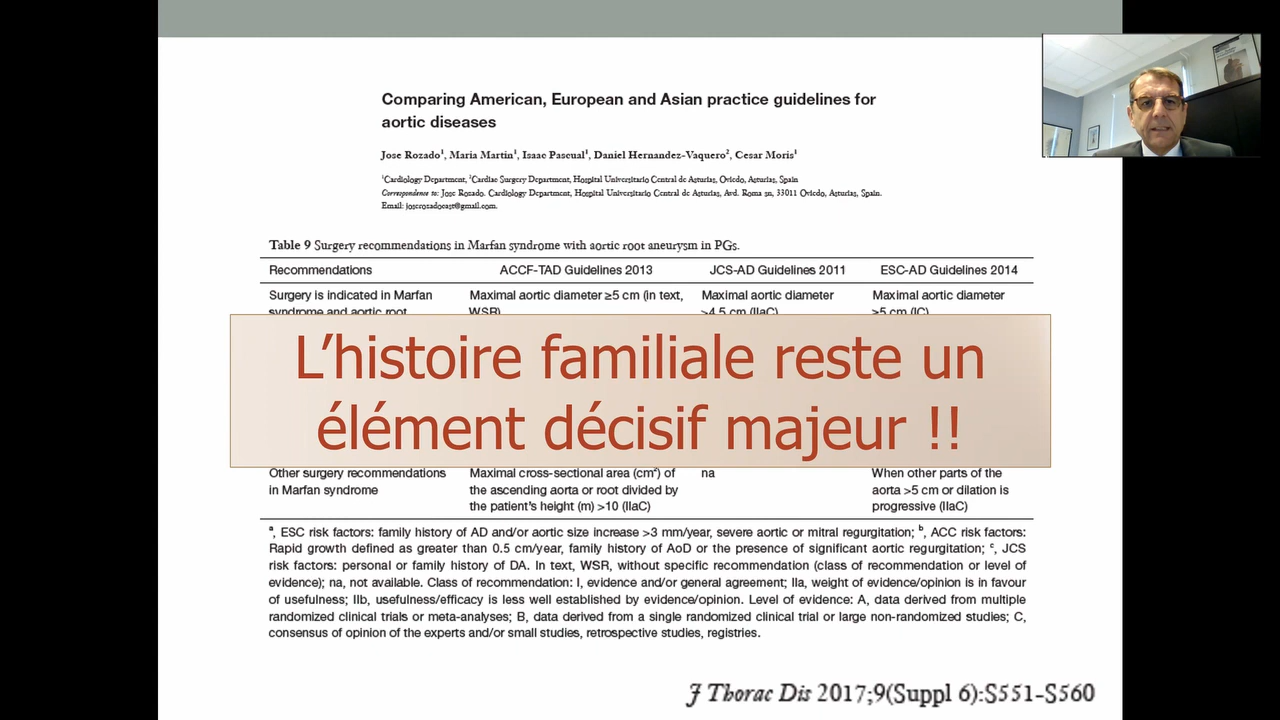 Comparing American, European and Asian practice guidelines for
aortic diseases
Jose Rozado¹, Maria Martin¹, Isaac Pascual¹, Daniel Hernandez-Vaquero², Cesar Moris¹
¹Cardiology Department, ²Cardiac Surgery Department, Hospital Universitario Central de Asturias, Oviedo, Asturias, Spain
Correspondence to: Jose Rozado. Cardiology Department, Hospital Universitario Central de Asturias, Avd. Roma sn, 33011 Oviedo, Asturias, Spain.
Email: joserozadocast@gmail.com.
Table 9 Surgery recommendations in Marfan syndrome with aortic root aneurysm in PGs.
Recommendations ACCF-TAD Guidelines 2013 JCS-AD Guidelines 2011 ESC-AD Guidelines 2014
Surgery is indicated in Marfan Maximal aortic diameter ≥5 cm (in text, Maximal aortic diameter Maximal aortic diameter
syndrome and aortic root WSR) >4.5 cm (IIaC) ≥5 cm (IC)
L'histoire familiale reste un
élément décisif majeur !!
Other surgery recommendations Maximal cross-sectional area (cm²) of na When other parts of the
in Marfan syndrome the ascending aorta or root divided by aorta >5 cm or dilation is
the patient's height (m) >10 (IIaC) progressive (IIaC)
ᵃ, ESC risk factors: family history of AD and/or aortic size increase >3 mm/year, severe aortic or mitral regurgitation; ᵇ, ACC risk factors:
Rapid growth defined as greater than 0.5 cm/year, family history of AoD or the presence of significant aortic regurgitation; ᶜ, JCS
risk factors: personal or family history of DA. In text, WSR, without specific recommendation (class of recommendation or level of
evidence); na, not available. Class of recommendation: I, evidence and/or general agreement; IIa, weight of evidence/opinion is in favour
of usefulness; IIb, usefulness/efficacy is less well established by evidence/opinion. Level of evidence: A, data derived from multiple
randomized clinical trials or meta-analyses; B, data derived from a single randomized clinical trial or large non-randomized studies; C,
consensus of opinion of the experts and/or small studies, retrospective studies, registries.
J Thorac Dis 2017;9(Suppl 6):S551-S560